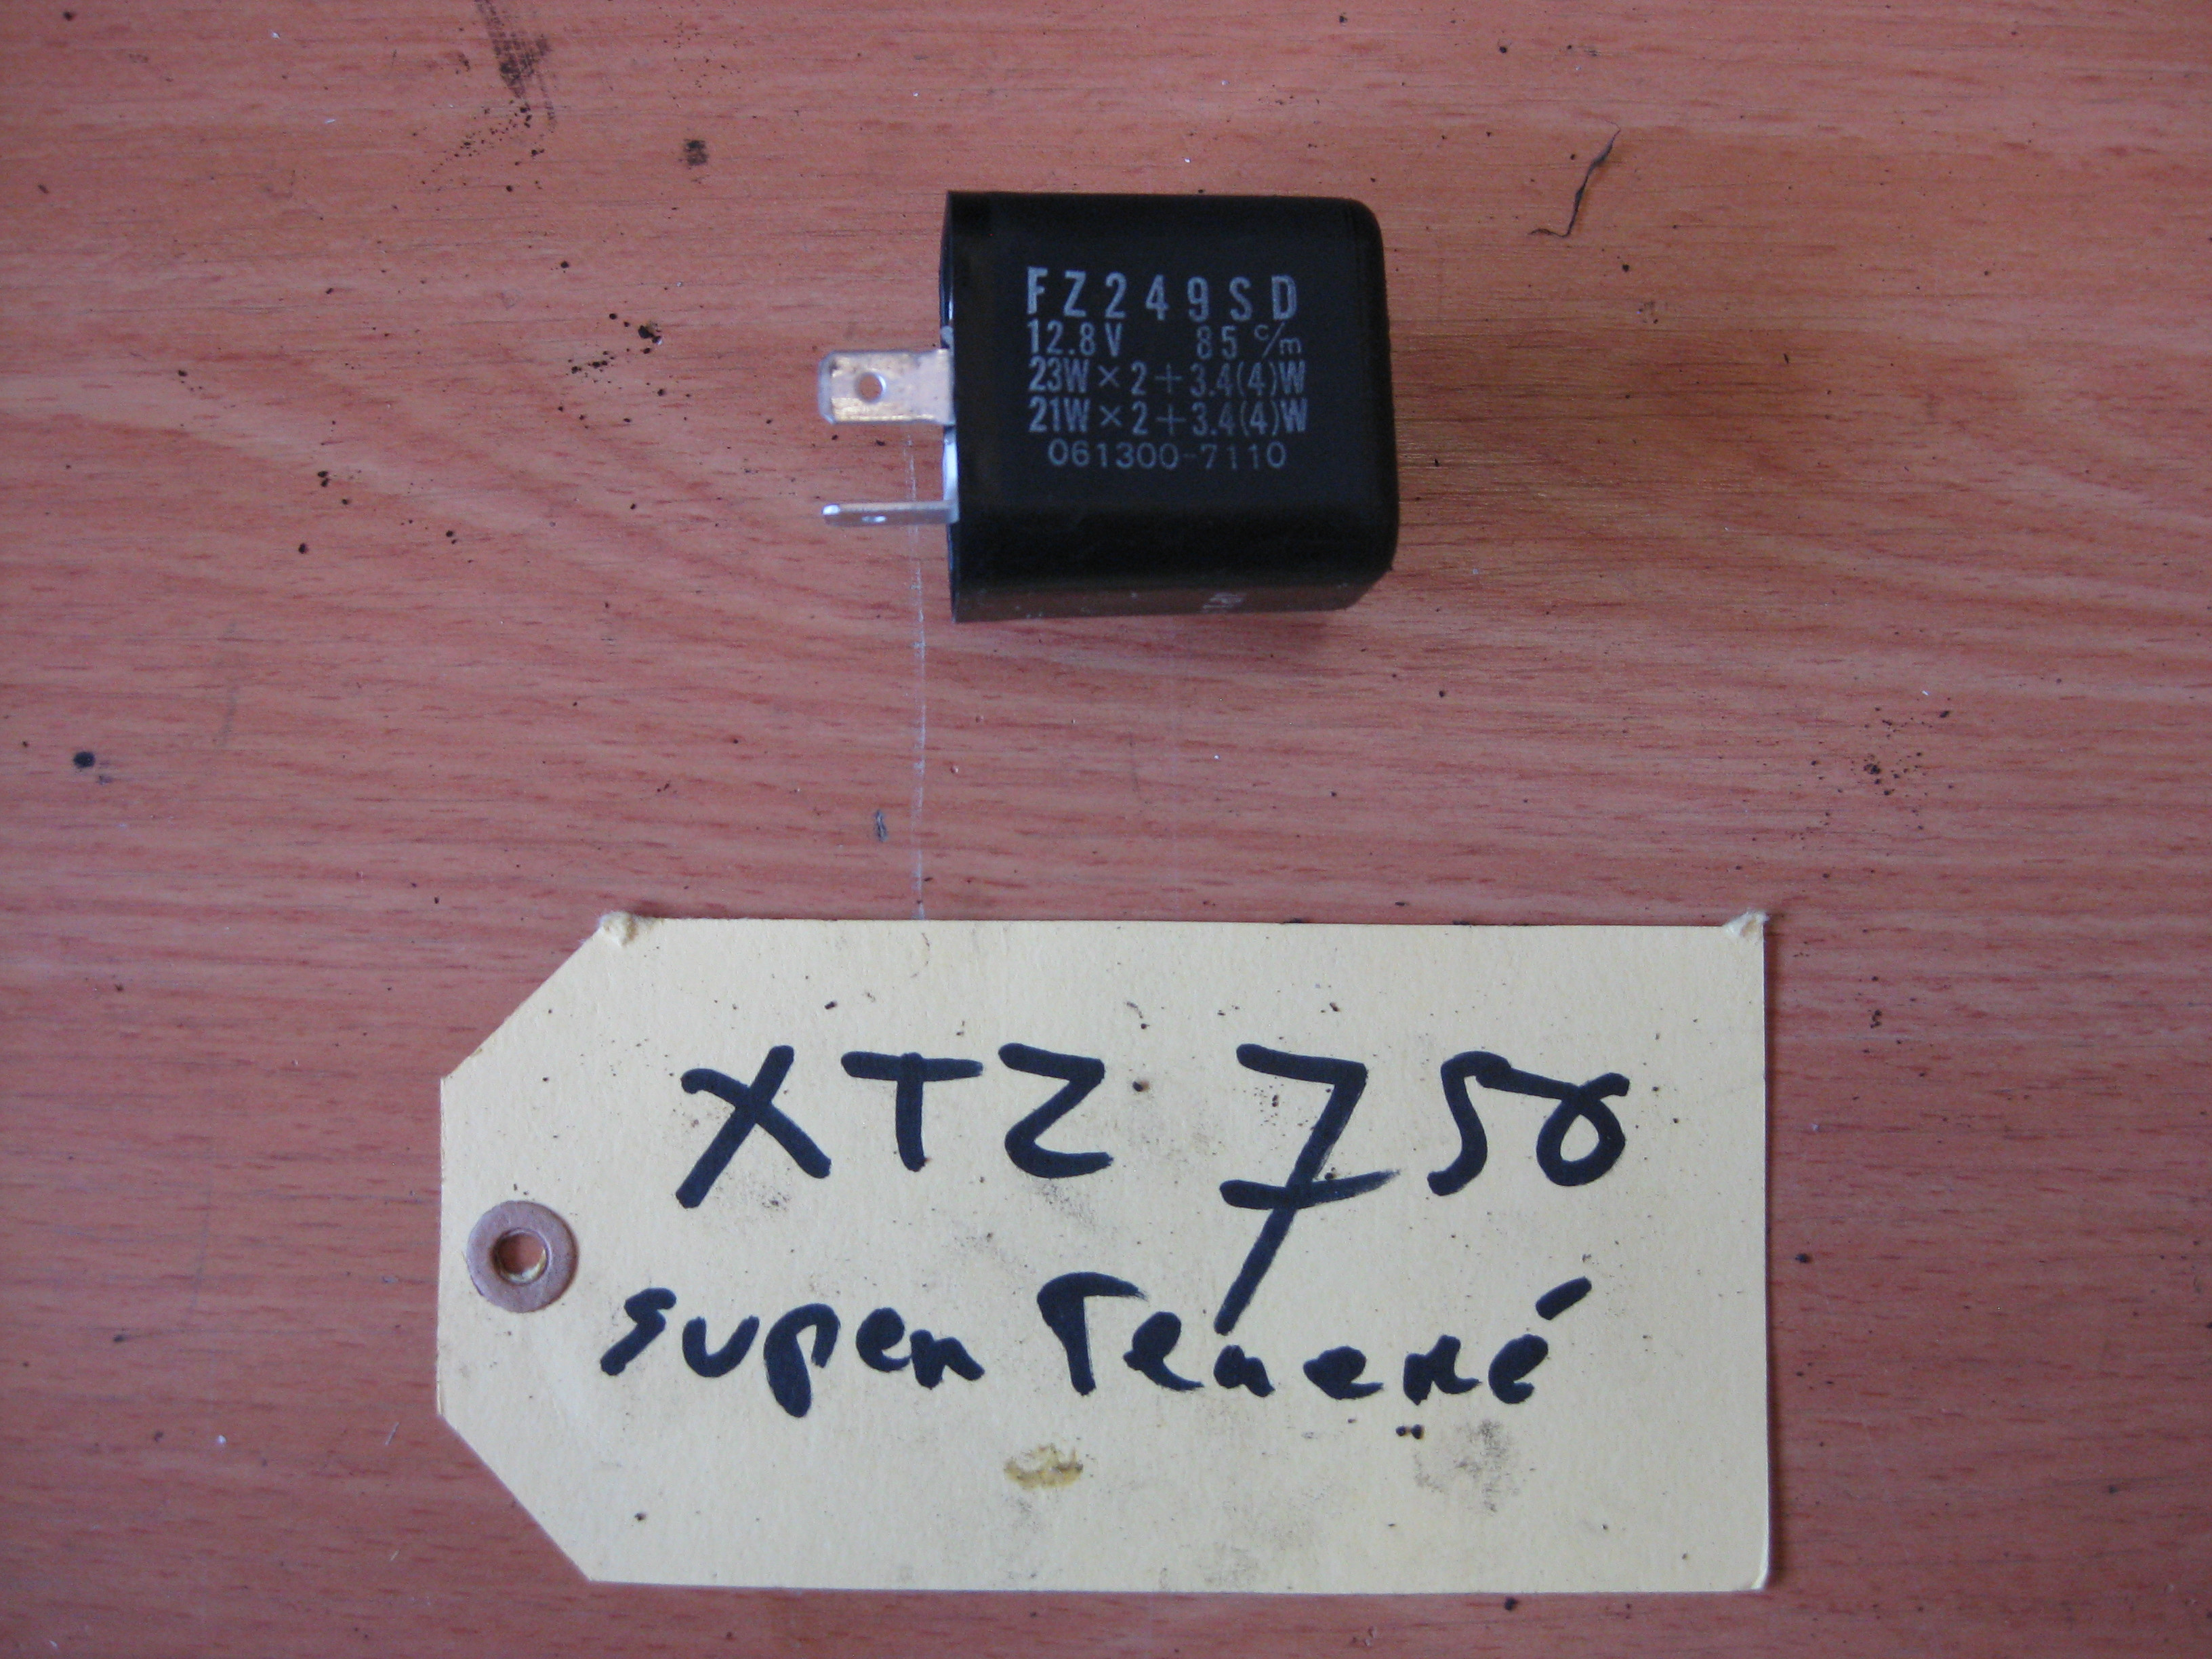 FZ249SD
12.8V 85 c/m
23W×2+3.4(4)W
21W×2+3.4(4)W
061300-7110
XTZ 750
super Teneré